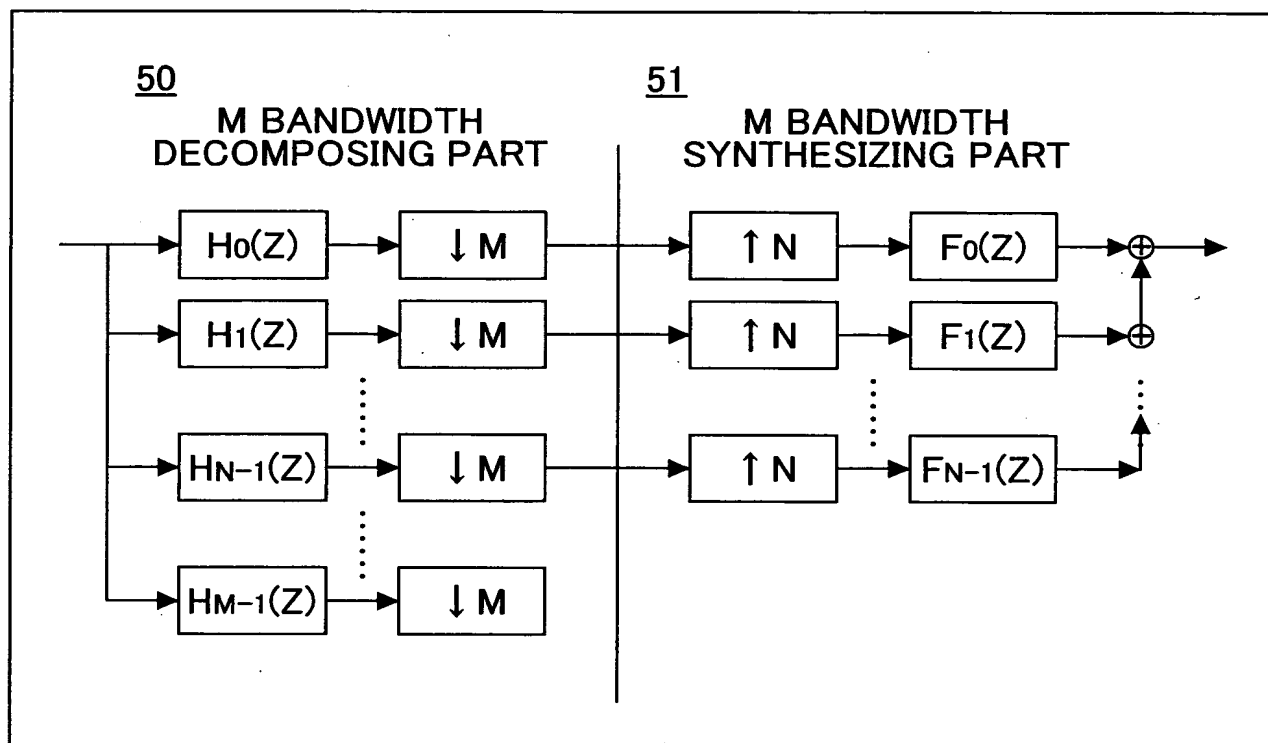 50
M BANDWIDTH
DECOMPOSING PART
51
M BANDWIDTH
SYNTHESIZING PART
H0(Z) ↓ M ↑ N F0(Z)
H1(Z) ↓ M ↑ N F1(Z)
HN-1(Z) ↓ M ↑ N FN-1(Z)
HM-1(Z) ↓ M